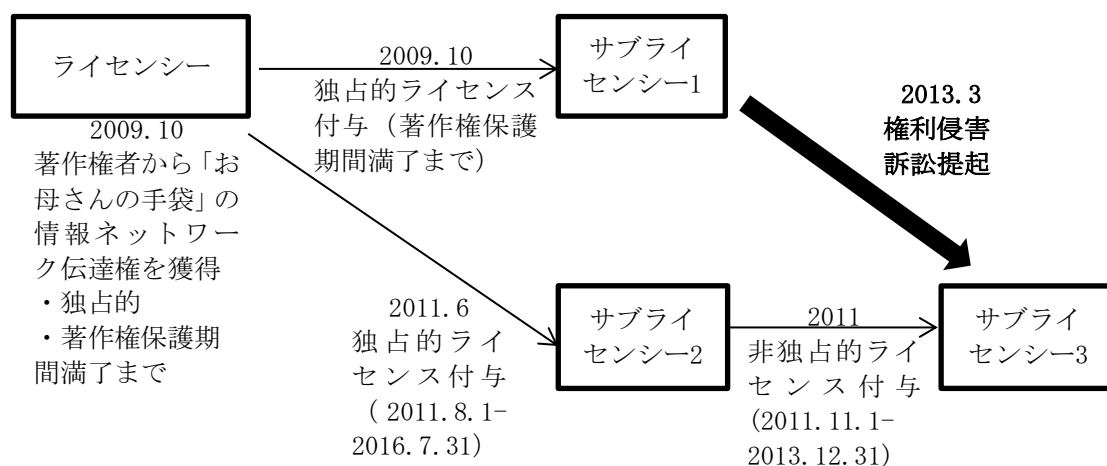 ライセンシー
2009.10
著作権者から「お
母さんの手袋」の
情報ネットワー
ク伝達権を獲得
・独占的
・著作権保護期
間満了まで
2009.10
独占的ライセンス
付与（著作権保護
期間満了まで）
サブライ
センシー1
2013.3
権利侵害
訴訟提起
2011.6
独占的ライ
センス付与
（2011.8.1-
2016.7.31）
サブライ
センシー2
2011
非独占的ライ
センス付与
(2011.11.1-
2013.12.31)
サブライ
センシー3